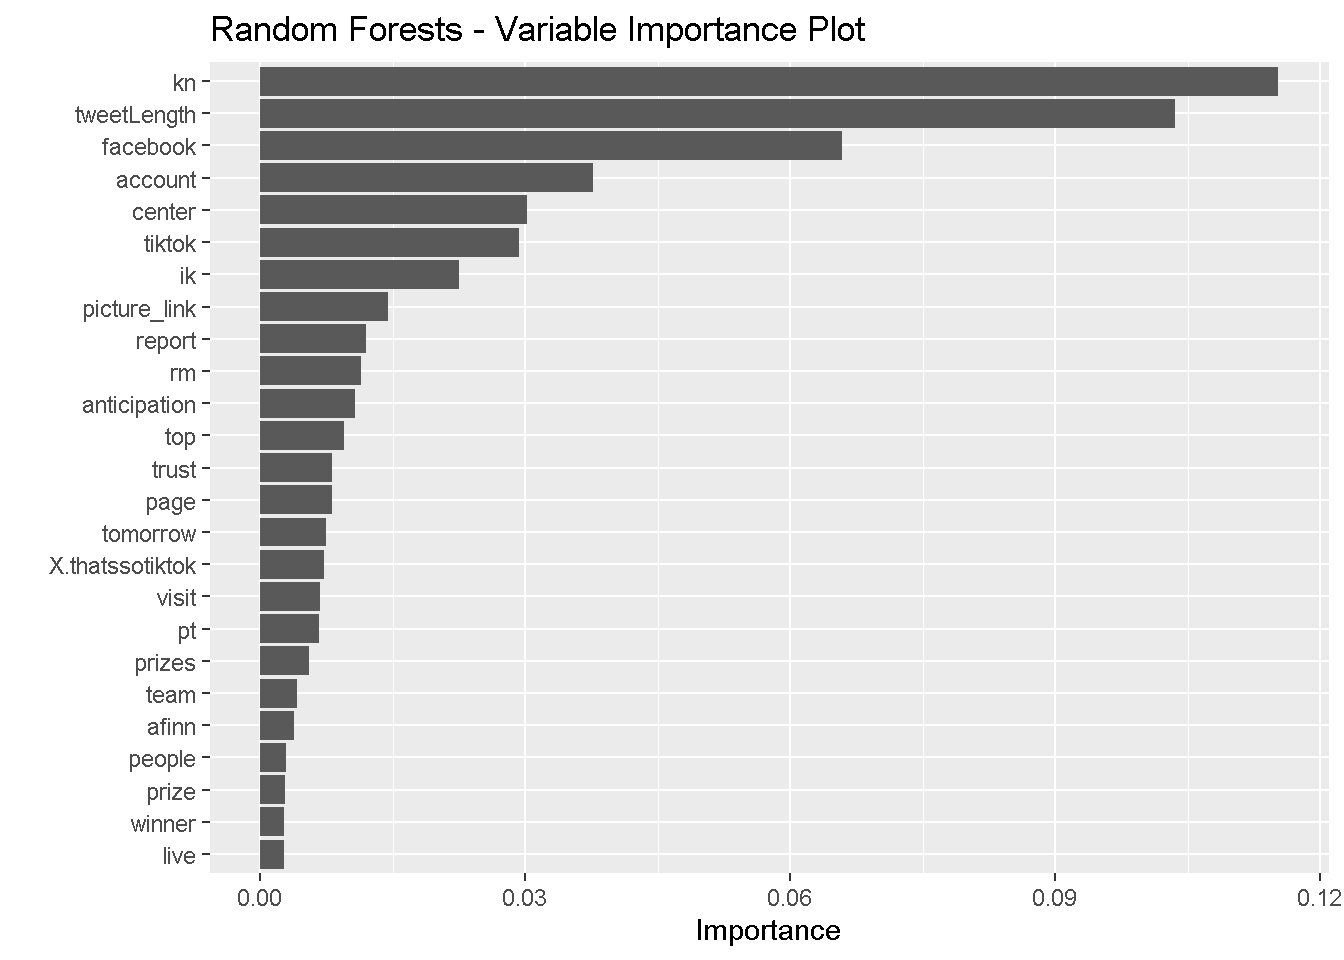 Random Forests - Variable Importance Plot
kn
tweetLength
facebook
account
center
tiktok
ik
picture_link
report
rm
anticipation
top
trust
page
tomorrow
X.thatssotiktok
visit
pt
prizes
team
afinn
people
prize
winner
live
0.00 0.03 0.06 0.09 0.12
Importance